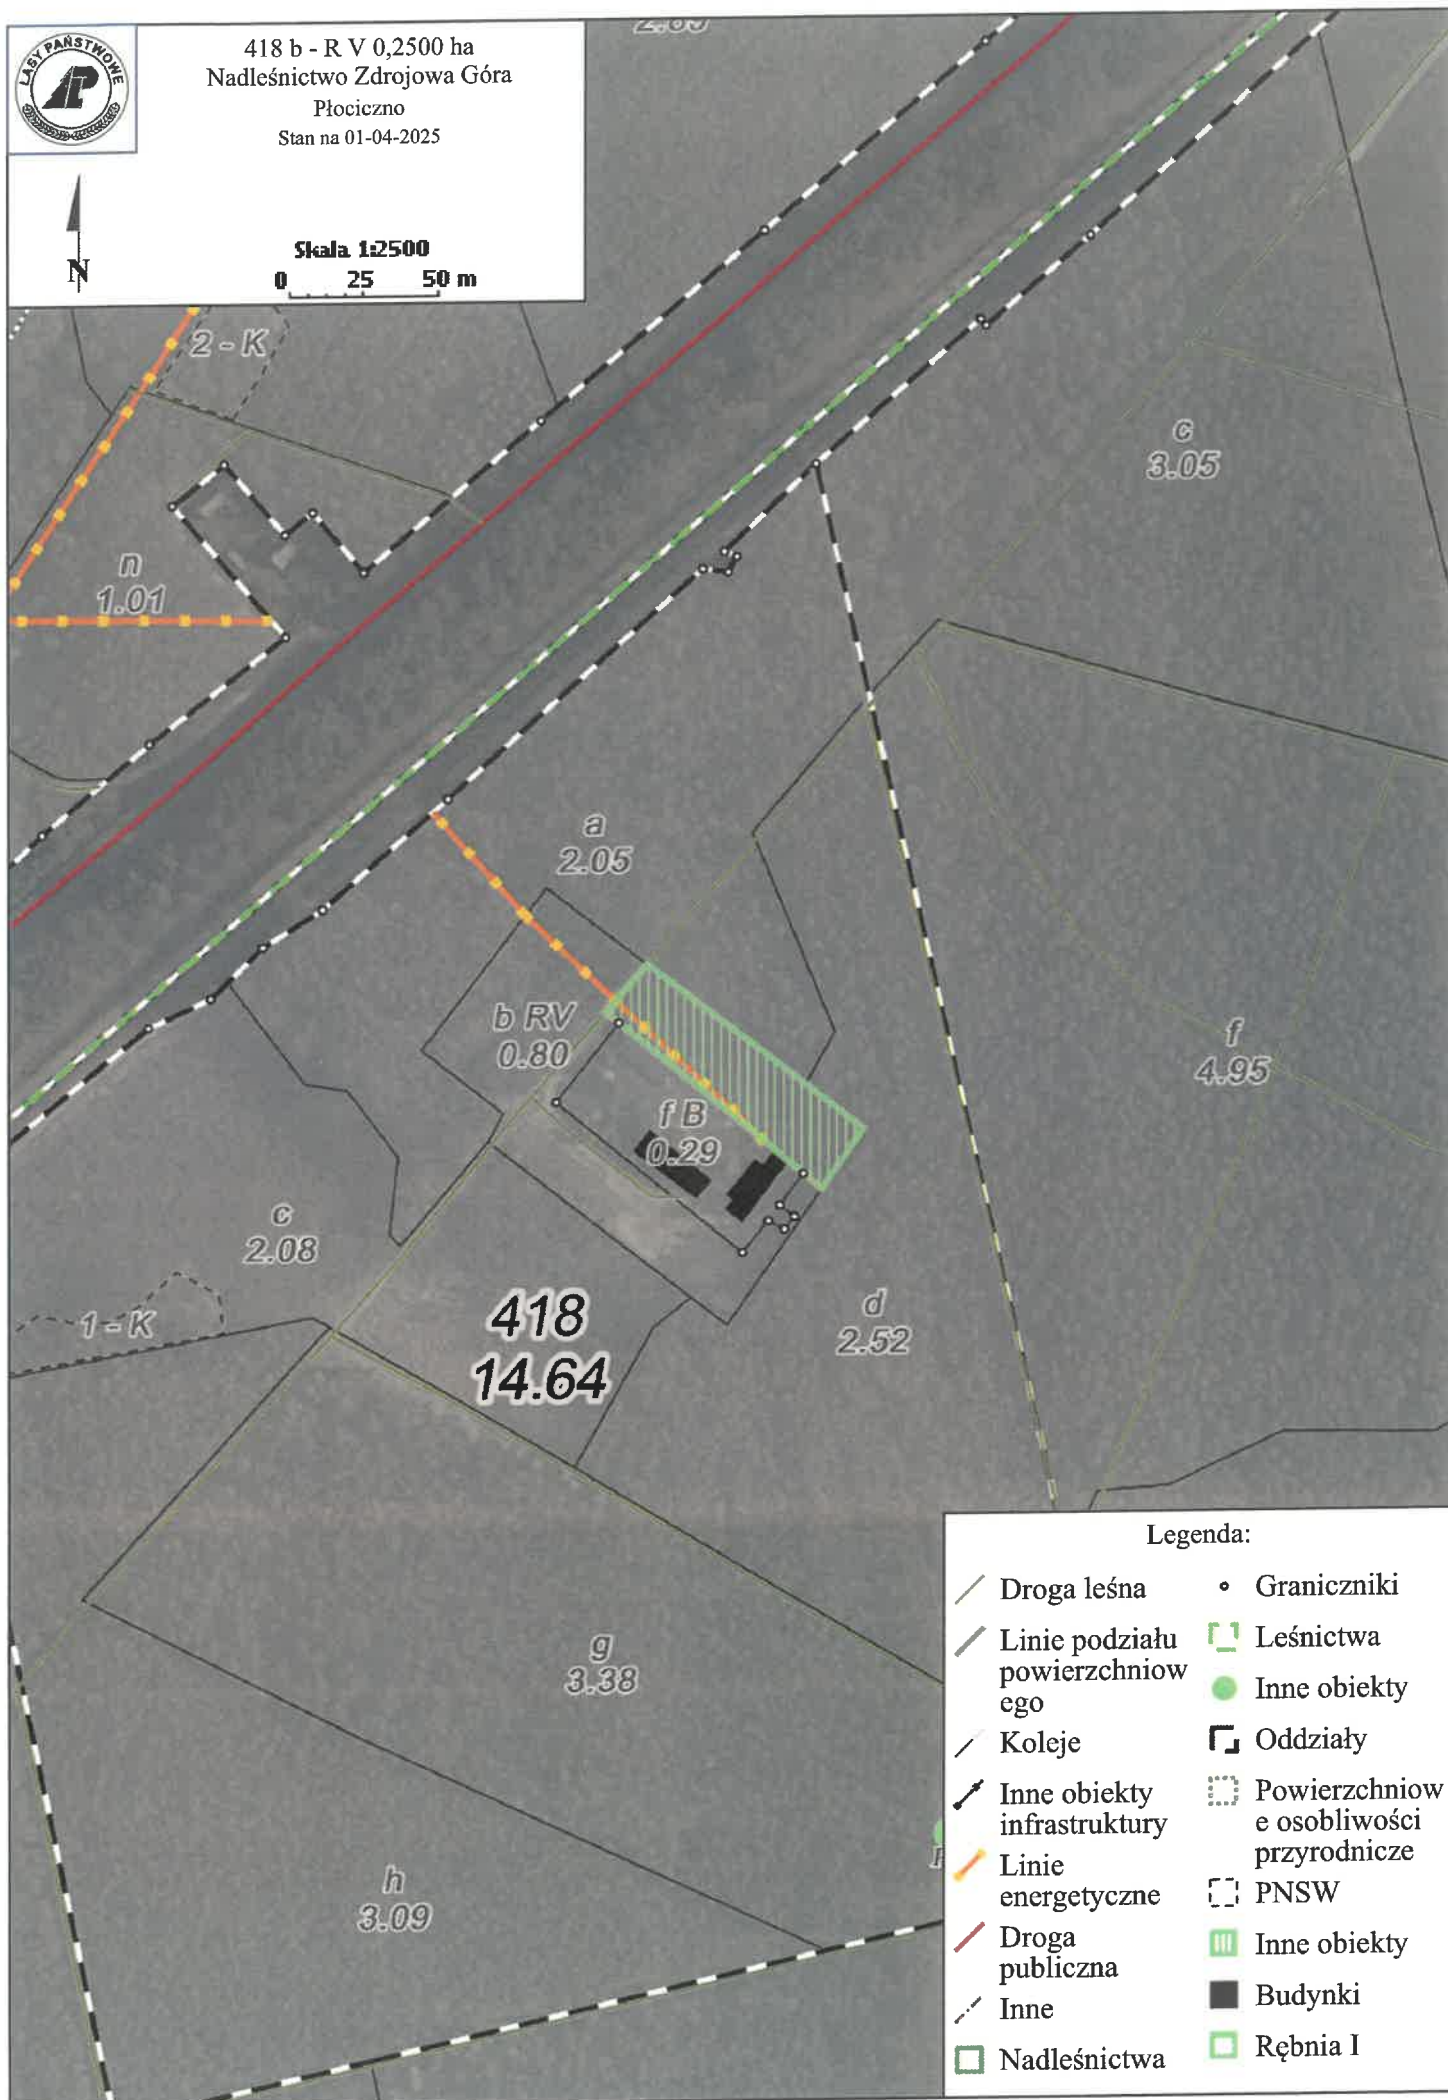 LASY PAŃSTWOWE
418 b - R V 0,2500 ha
Nadleśnictwo Zdrojowa Góra
Płociczno
Stan na 01-04-2025
N
Skala 1:2500
0 25 50 m
2 - K
c
3.05
n
1.01
a
2.05
b RV
0.80
f
4.95
f B
0.29
c
2.08
1 - K
418
14.64
d
2.52
g
3.38
h
3.09
Legenda:
Droga leśna
Linie podziału
powierzchniow
ego
Koleje
Inne obiekty
infrastruktury
Linie
energetyczne
Droga
publiczna
Inne
Nadleśnictwa
Graniczniki
Leśnictwa
Inne obiekty
Oddziały
Powierzchniow
e osobliwości
przyrodnicze
PNSW
Inne obiekty
Budynki
Rębnia I